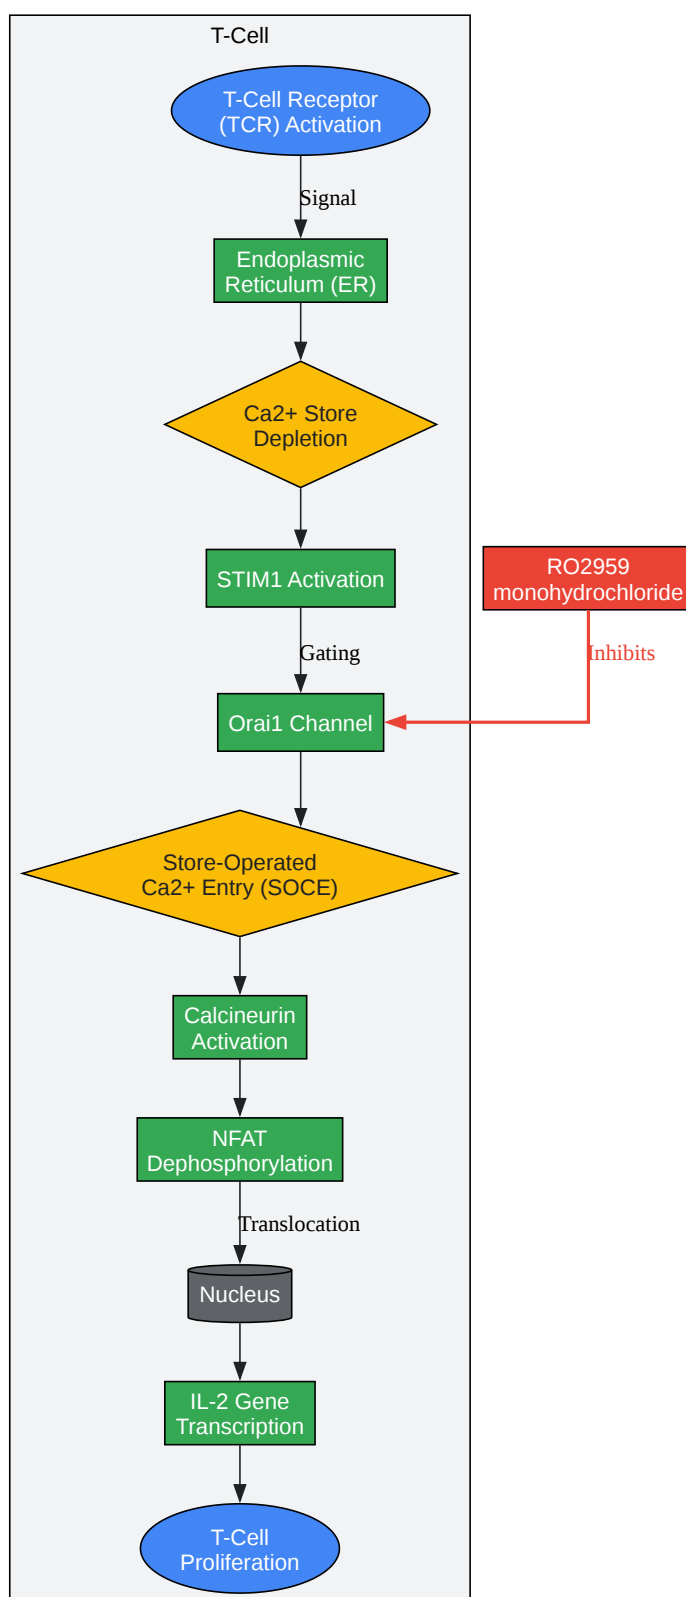 T-Cell
T-Cell Receptor
(TCR) Activation
Signal
Endoplasmic
Reticulum (ER)
Ca2+ Store
Depletion
STIM1 Activation
RO2959
monohydrochloride
Gating
Inhibits
Orai1 Channel
Store-Operated
Ca2+ Entry (SOCE)
Calcineurin
Activation
NFAT
Dephosphorylation
Translocation
Nucleus
IL-2 Gene
Transcription
T-Cell
Proliferation